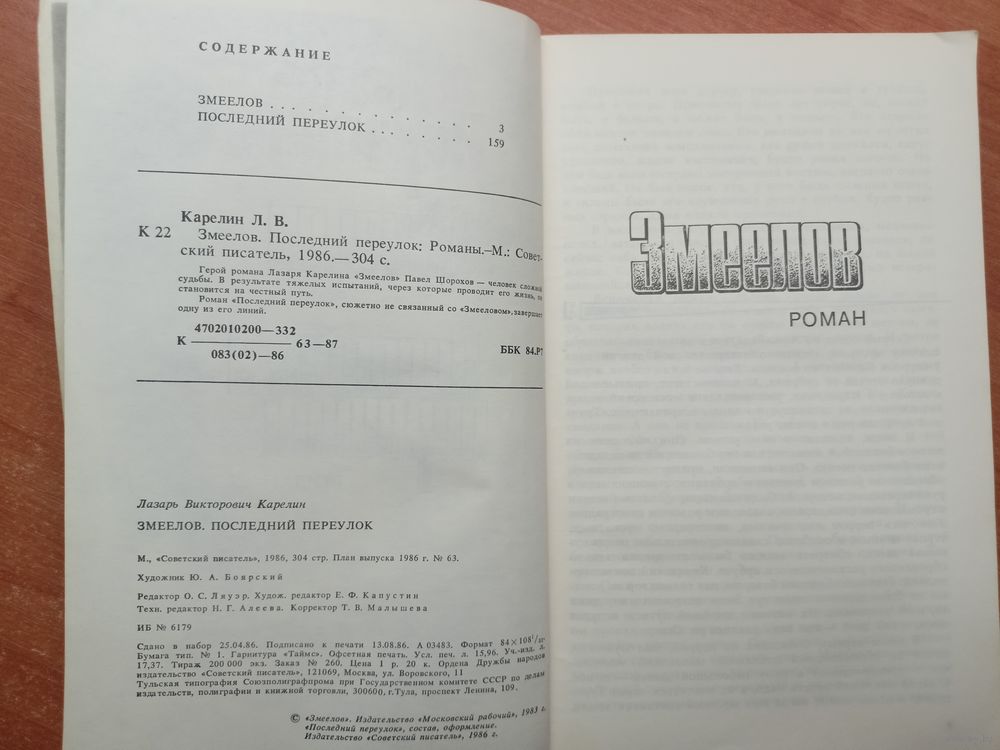 СОДЕРЖАНИЕ
ЗМЕЕЛОВ . . . . . . . . . . . 3
ПОСЛЕДНИЙ ПЕРЕУЛОК . . . . . . . 159
Карелин Л. В.
К 22 Змеелов. Последний переулок: Романы.—М.: Совет-
ский писатель, 1986.— 304 с.
Герой романа Лазаря Карелина «Змеелов» Павел Шорохов — человек сложной
судьбы. В результате тяжелых испытаний, через которые проводит его жизнь, он
становится на честный путь.
Роман «Последний переулок», сюжетно не связанный со «Змееловом», завершает
одну из его линий.
4702010200—332
К 63—87
083(02)—86
ББК 84.Р7
Лазарь Викторович Карелин
ЗМЕЕЛОВ. ПОСЛЕДНИЙ ПЕРЕУЛОК
М., «Советский писатель», 1986, 304 стр. План выпуска 1986 г. № 63.
Художник Ю. А. Боярский
Редактор О. С. Ляуэр. Худож. редактор Е. Ф. Капустин
Техн. редактор Н. Г. Алеева. Корректор Т. В. Малышева
ИБ № 6179
Сдано в набор 25.04.86. Подписано к печати 13.08.86. А 03483. Формат 84×108¹/₃₂.
Бумага тип. № 1. Гарнитура «Таймс». Офсетная печать. Усл. печ. л. 15,96. Уч.-изд. л.
17,37. Тираж 200 000 экз. Заказ № 260. Цена 1 р. 20 к. Ордена Дружбы народов
издательство «Советский писатель», 121069, Москва, ул. Воровского, 11
Тульская типография Союзполиграфпрома при Государственном комитете СССР по делам
издательств, полиграфии и книжной торговли, 300600, г.Тула, проспект Ленина, 109.
© «Змеелов». Издательство «Московский рабочий», 1983 г.
«Последний переулок», состав, оформление.
Издательство «Советский писатель», 1986 г.
Змеелов
РОМАН